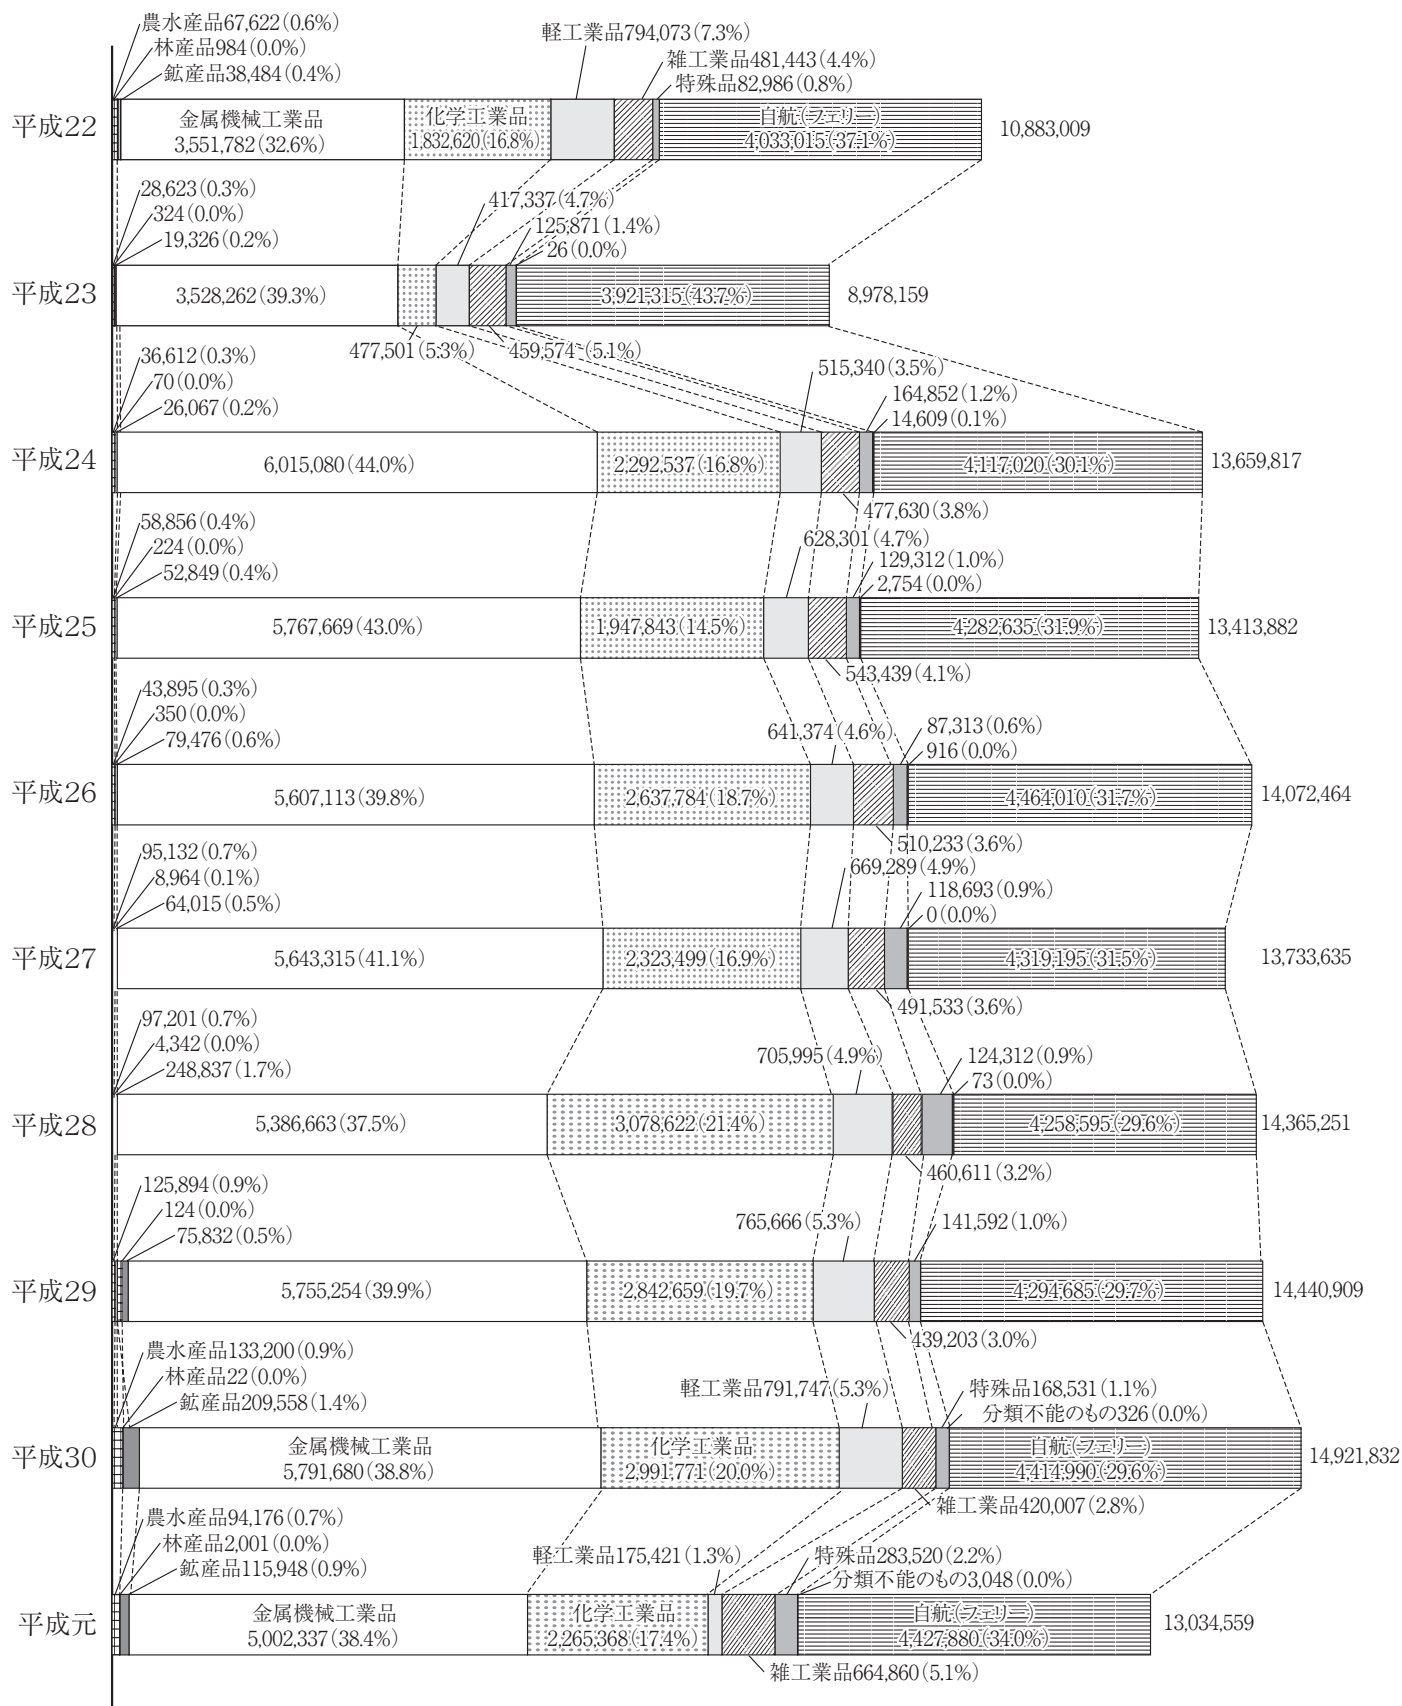 農水産品67,622(0.6%)
林産品984(0.0%)
鉱産品38,484(0.4%)
軽工業品794,073(7.3%)
雑工業品481,443(4.4%)
特殊品82,986(0.8%)
平成22
金属機械工業品
3,551,782(32.6%)
化学工業品
1,832,620(16.8%)
自航(フェリー)
4,033,015(37.1%)
10,883,009
28,623(0.3%)
324(0.0%)
19,326(0.2%)
417,337(4.7%)
125,871(1.4%)
26(0.0%)
平成23
3,528,262(39.3%)
3,921,315(43.7%)
8,978,159
477,501(5.3%)
459,574(5.1%)
36,612(0.3%)
70(0.0%)
26,067(0.2%)
515,340(3.5%)
164,852(1.2%)
14,609(0.1%)
平成24
6,015,080(44.0%)
2,292,537(16.8%)
4,117,020(30.1%)
13,659,817
477,630(3.8%)
58,856(0.4%)
224(0.0%)
52,849(0.4%)
628,301(4.7%)
129,312(1.0%)
2,754(0.0%)
平成25
5,767,669(43.0%)
1,947,843(14.5%)
4,282,635(31.9%)
13,413,882
543,439(4.1%)
43,895(0.3%)
350(0.0%)
79,476(0.6%)
641,374(4.6%)
87,313(0.6%)
916(0.0%)
平成26
5,607,113(39.8%)
2,637,784(18.7%)
4,464,010(31.7%)
14,072,464
510,233(3.6%)
95,132(0.7%)
8,964(0.1%)
64,015(0.5%)
669,289(4.9%)
118,693(0.9%)
0(0.0%)
平成27
5,643,315(41.1%)
2,323,499(16.9%)
4,319,195(31.5%)
13,733,635
491,533(3.6%)
97,201(0.7%)
4,342(0.0%)
248,837(1.7%)
705,995(4.9%)
124,312(0.9%)
73(0.0%)
平成28
5,386,663(37.5%)
3,078,622(21.4%)
4,258,595(29.6%)
14,365,251
460,611(3.2%)
125,894(0.9%)
124(0.0%)
75,832(0.5%)
765,666(5.3%)
141,592(1.0%)
平成29
5,755,254(39.9%)
2,842,659(19.7%)
4,294,685(29.7%)
14,440,909
439,203(3.0%)
農水産品133,200(0.9%)
林産品22(0.0%)
鉱産品209,558(1.4%)
軽工業品791,747(5.3%)
特殊品168,531(1.1%)
分類不能のもの326(0.0%)
平成30
金属機械工業品
5,791,680(38.8%)
化学工業品
2,991,771(20.0%)
自航(フェリー)
4,414,990(29.6%)
14,921,832
雑工業品420,007(2.8%)
農水産品94,176(0.7%)
林産品2,001(0.0%)
鉱産品115,948(0.9%)
軽工業品175,421(1.3%)
特殊品283,520(2.2%)
分類不能のもの3,048(0.0%)
平成元
金属機械工業品
5,002,337(38.4%)
化学工業品
2,265,368(17.4%)
自航(フェリー)
4,427,880(34.0%)
13,034,559
雑工業品664,860(5.1%)